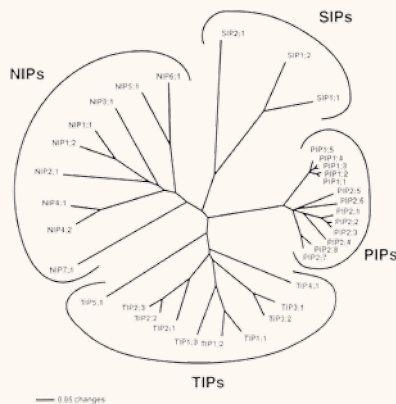 SIPs
SIP2;1
SIP1;2
SIP1;1
NIPs
NIP6;1
NIP5;1
NIP3;1
NIP1;1
NIP1;2
NIP2;1
NIP4;1
NIP4;2
NIP7;1
PIP1;5
PIP1;4
PIP1;3
PIP1;2
PIP1;1
PIP2;5
PIP2;6
PIP2;1
PIP2;2
PIP2;3
PIP2;4
PIP2;8
PIP2;7
PIPs
TIP5;1
TIP2;3
TIP2;2
TIP2;1
TIP1;3
TIP1;2
TIP1;1
TIP3;2
TIP3;1
TIP4;1
TIPs
0.05 changes